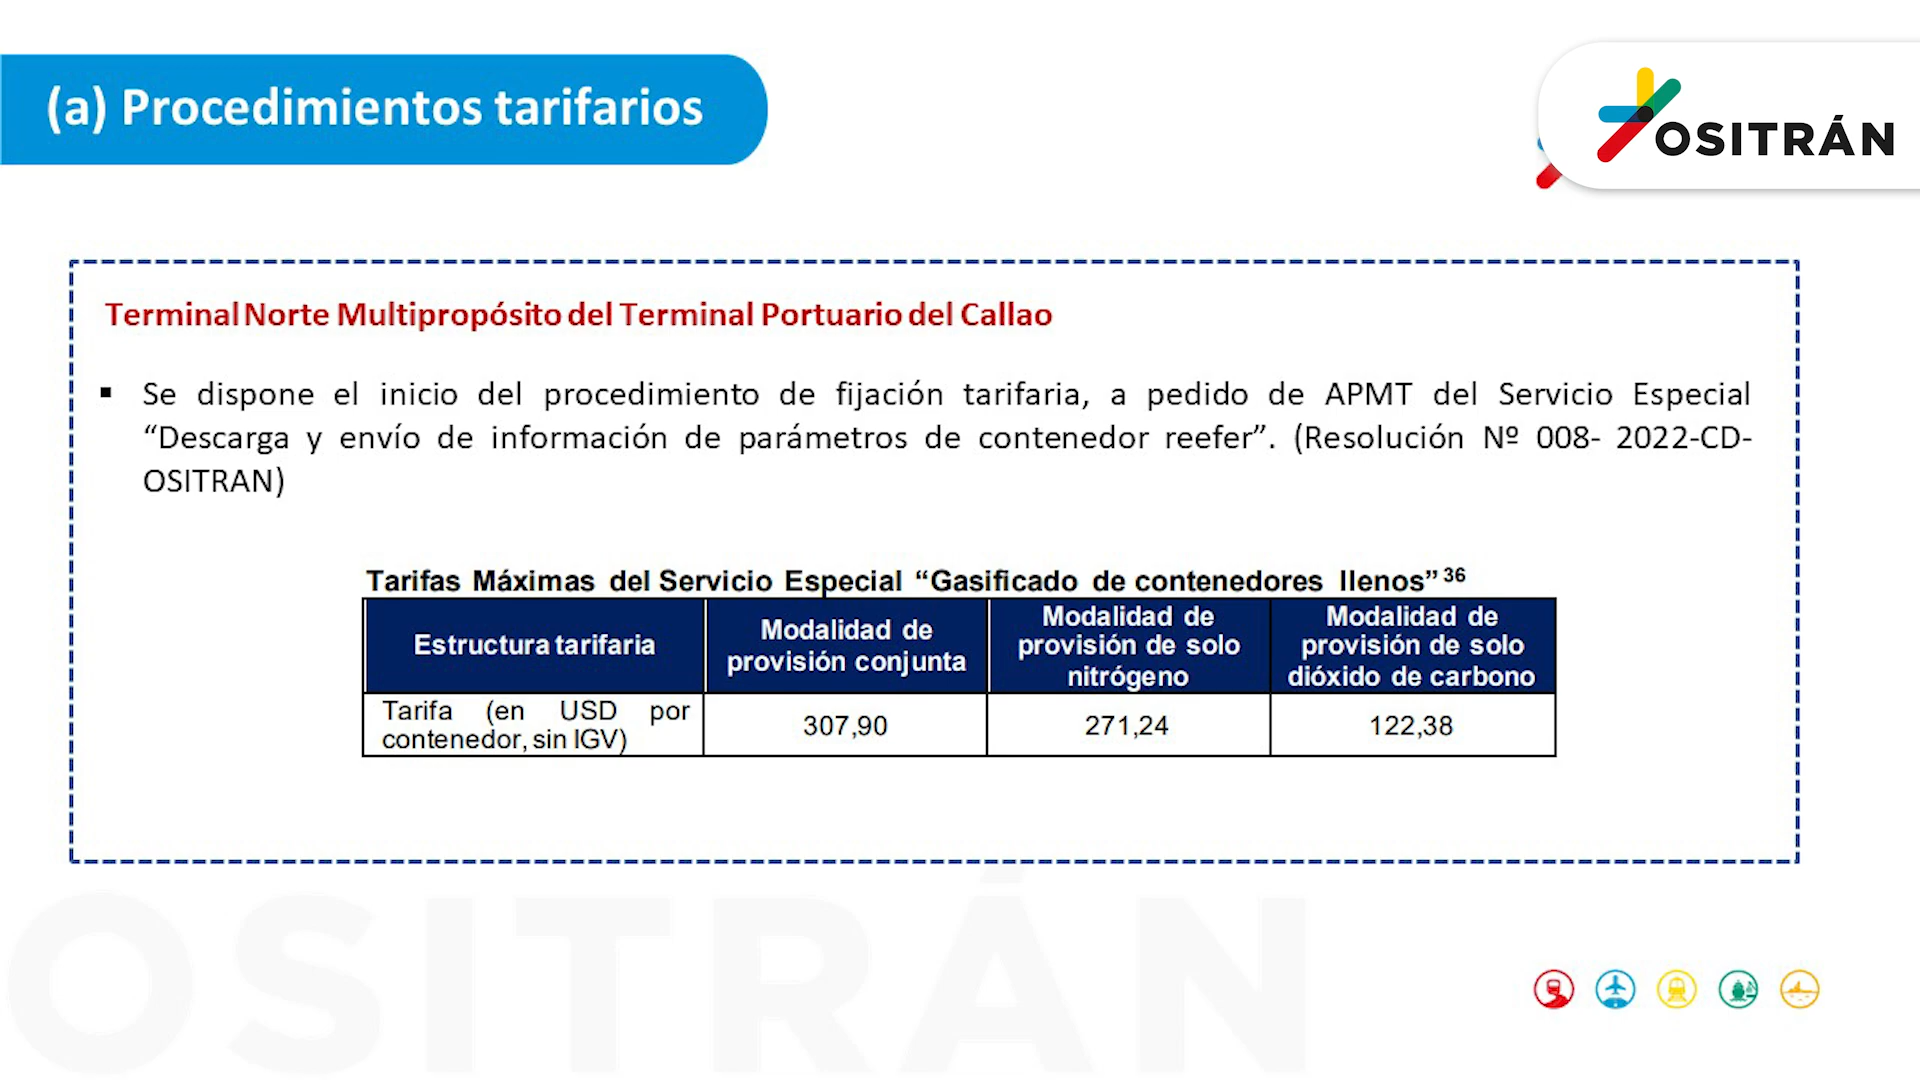 (a) Procedimientos tarifarios
OSITRÁN
Terminal Norte Multipropósito del Terminal Portuario del Callao
▪ Se dispone el inicio del procedimiento de fijación tarifaria, a pedido de APMT del Servicio Especial
“Descarga y envío de información de parámetros de contenedor reefer”. (Resolución Nº 008- 2022-CD-
OSITRAN)
Tarifas Máximas del Servicio Especial “Gasificado de contenedores llenos” 36
Estructura tarifaria
Modalidad de
provisión conjunta
Modalidad de
provisión de solo
nitrógeno
Modalidad de
provisión de solo
dióxido de carbono
Tarifa (en USD por
contenedor, sin IGV)
307,90
271,24
122,38
OSITRÁN